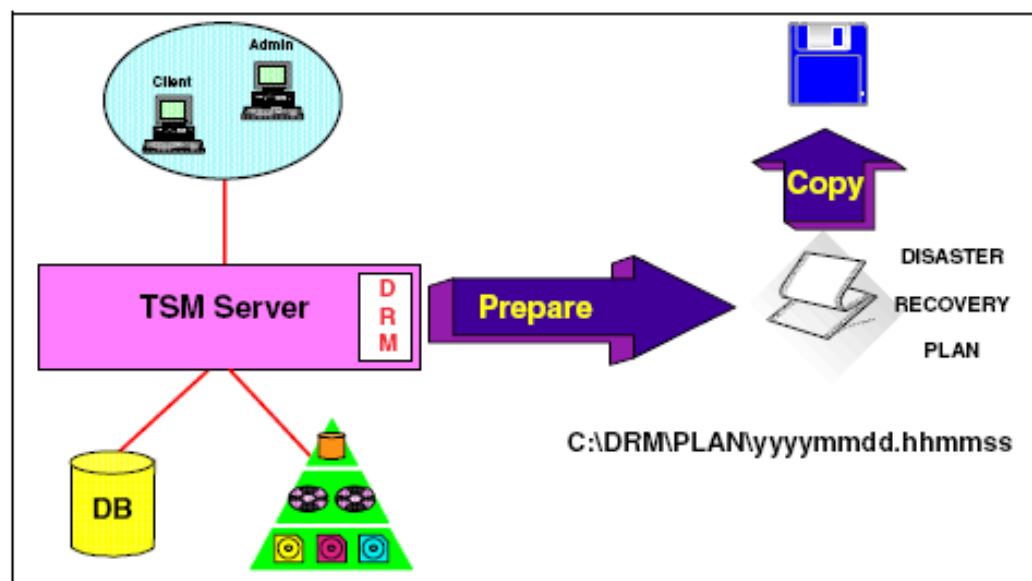 Admin
Client
Copy
DISASTER
RECOVERY
PLAN
TSM Server
D
R
M
Prepare
C:\DRM\PLAN\yyyymmdd.hhmmss
DB